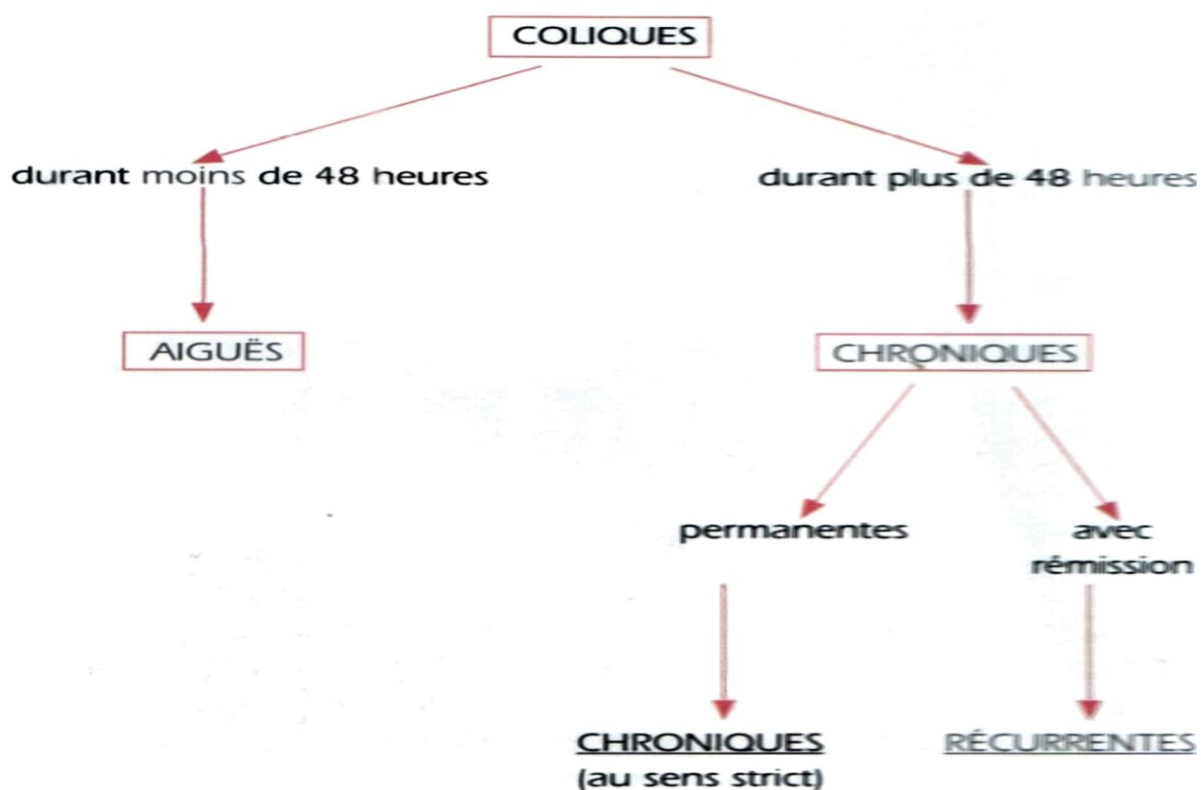 COLIQUES
durant moins de 48 heures
durant plus de 48 heures
AIGUËS
CHRONIQUES
permanentes
avec
rémission
CHRONIQUES
(au sens strict)
RÉCURRENTES